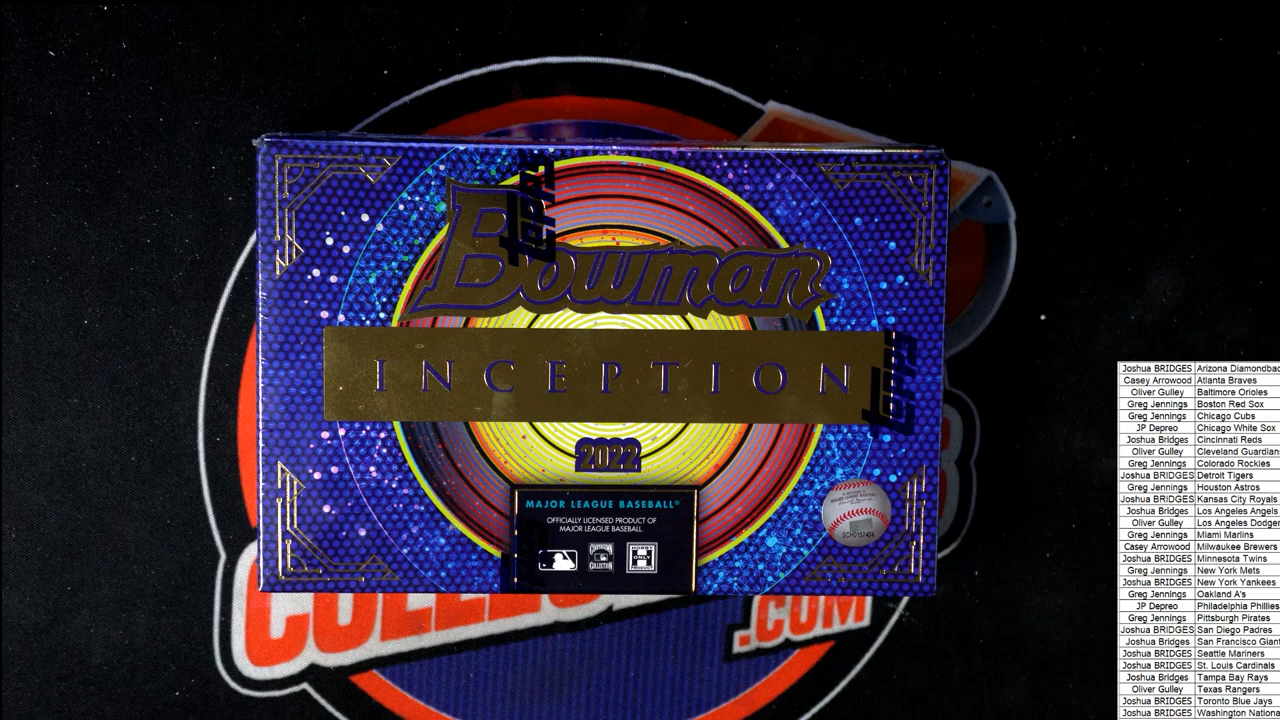 Bowman
INCEPTION
2022
MAJOR LEAGUE BASEBALL®
OFFICIALLY LICENSED PRODUCT OF
MAJOR LEAGUE BASEBALL.
HOBBY
ONLY
PRODUCT
SCH0157404
.COM
Joshua BRIDGES Arizona Diamondbac
Casey Arrowood Atlanta Braves
Oliver Gulley Baltimore Orioles
Greg Jennings Boston Red Sox
Greg Jennings Chicago Cubs
JP Depreo Chicago White Sox
Joshua Bridges Cincinnati Reds
Oliver Gulley Cleveland Guardian
Greg Jennings Colorado Rockies
Joshua BRIDGES Detroit Tigers
Greg Jennings Houston Astros
Joshua BRIDGES Kansas City Royals
Joshua Bridges Los Angeles Angels
Oliver Gulley Los Angeles Dodge
Greg Jennings Miami Marlins
Casey Arrowood Milwaukee Brewers
Joshua BRIDGES Minnesota Twins
Greg Jennings New York Mets
Joshua BRIDGES New York Yankees
Greg Jennings Oakland A's
JP Depreo Philadelphia Phillies
Greg Jennings Pittsburgh Pirates
Joshua BRIDGES San Diego Padres
Joshua Bridges San Francisco Giant
Joshua BRIDGES Seattle Mariners
Joshua BRIDGES St. Louis Cardinals
Joshua Bridges Tampa Bay Rays
Oliver Gulley Texas Rangers
Joshua BRIDGES Toronto Blue Jays
Joshua BRIDGES Washington Nationa